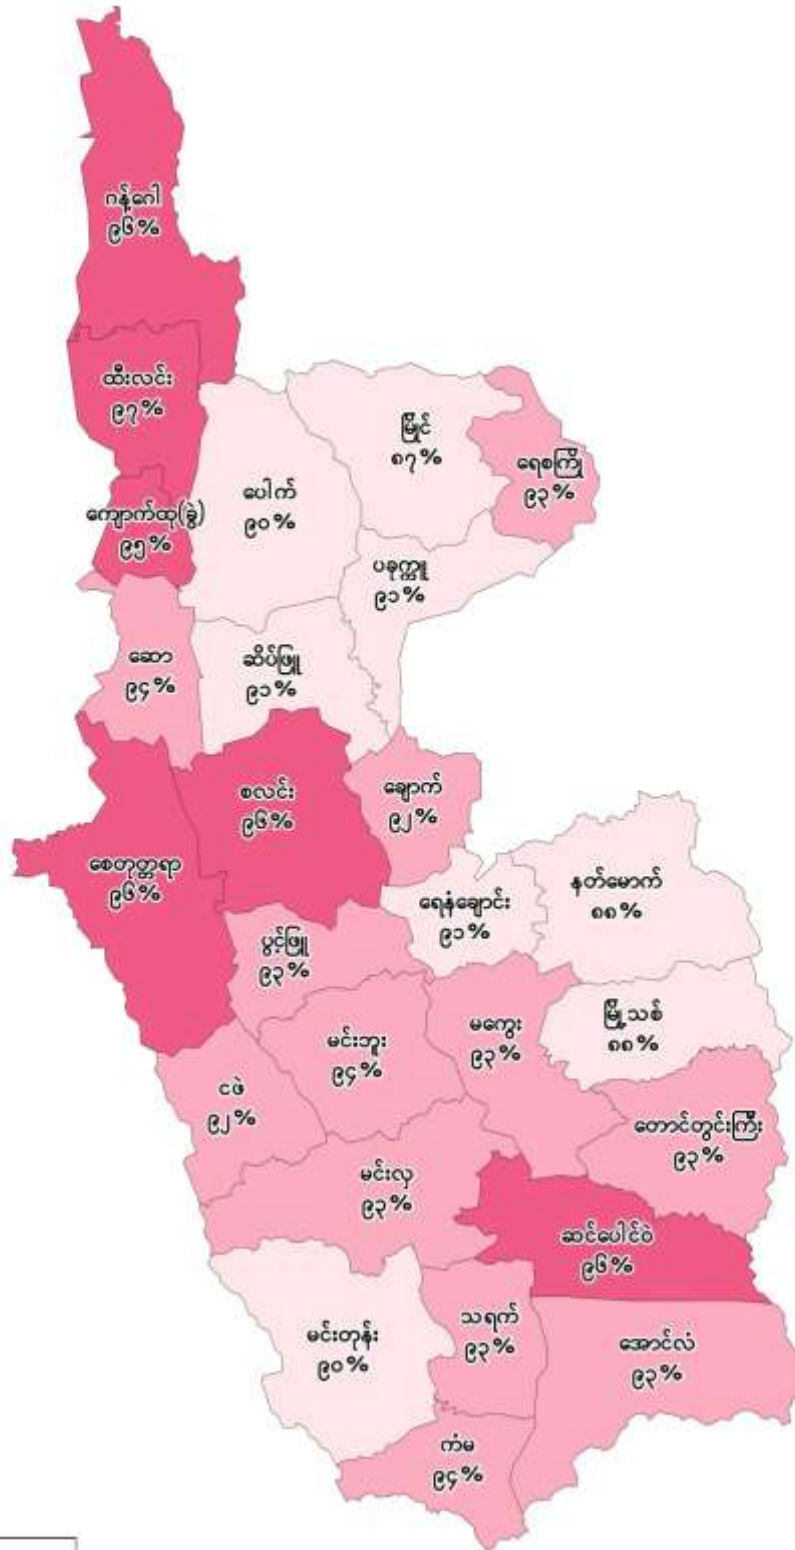 ဂန့်ဂေါ
၉၆%
ထီးလင်း
၉၇%
မြိုင်
၈၇%
ရေစကြို
၉၃%
ပေါက်
၉၀%
ကျောက်ထု(ခွဲ)
၉၅%
ပခုက္ကူ
၉၁%
ဆော
၉၄%
ဆိပ်ဖြူ
၉၁%
စလင်း
၉၆%
ချောက်
၉၂%
စေတုတ္တရာ
၉၆%
နတ်မောက်
၈၈%
ရေနံချောင်း
၉၁%
ပွင့်ဖြူ
၉၃%
မြို့သစ်
၈၈%
မကွေး
၉၃%
မင်းဘူး
၉၄%
ငဖဲ
၉၂%
တောင်တွင်းကြီး
၉၃%
မင်းလှ
၉၃%
ဆင်ပေါင်ဝဲ
၉၆%
သရက်
၉၃%
မင်းတုန်း
၉၀%
အောင်လံ
၉၃%
ကံမ
၉၄%